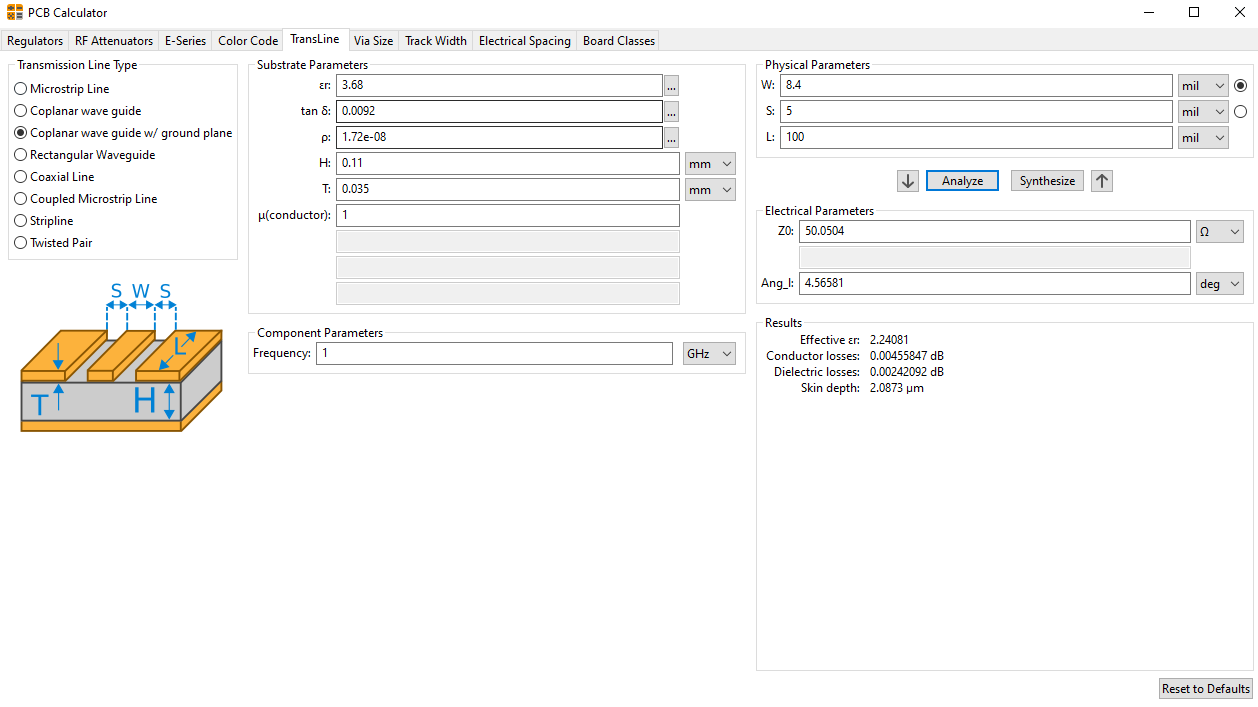 PCB Calculator
Regulators RF Attenuators E-Series Color Code TransLine Via Size Track Width Electrical Spacing Board Classes
Transmission Line Type
Microstrip Line
Coplanar wave guide
Coplanar wave guide w/ ground plane
Rectangular Waveguide
Coaxial Line
Coupled Microstrip Line
Stripline
Twisted Pair
S W S
L
T H
Substrate Parameters
εr: 3.68 ...
tan δ: 0.0092 ...
ρ: 1.72e-08 ...
H: 0.11 mm
T: 0.035 mm
μ(conductor): 1
Component Parameters
Frequency: 1 GHz
Physical Parameters
W: 8.4 mil
S: 5 mil
L: 100 mil
Analyze Synthesize
Electrical Parameters
Z0: 50.0504 Ω
Ang_l: 4.56581 deg
Results
Effective εr: 2.24081
Conductor losses: 0.00455847 dB
Dielectric losses: 0.00242092 dB
Skin depth: 2.0873 µm
Reset to Defaults